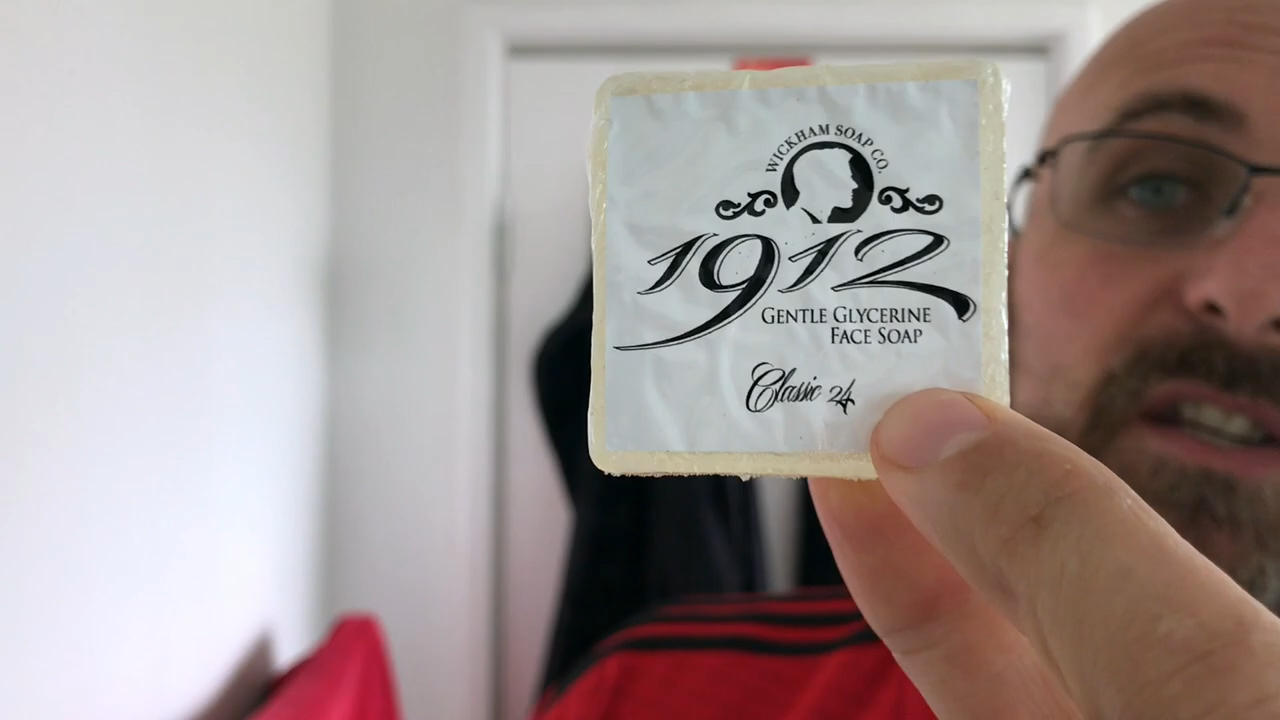 WICKHAM SOAP CO.
1912
GENTLE GLYCERINE
FACE SOAP
Classic 24